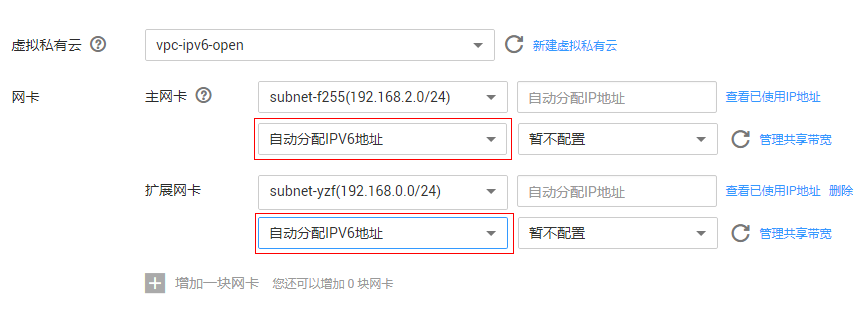 虚拟私有云 ? vpc-ipv6-open 新建虚拟私有云
网卡 主网卡 ? subnet-f255(192.168.2.0/24) 自动分配IP地址 查看已使用IP地址
自动分配IPV6地址 暂不配置 管理共享带宽
扩展网卡 subnet-yzf(192.168.0.0/24) 自动分配IP地址 查看已使用IP地址 删除
自动分配IPV6地址 暂不配置 管理共享带宽
增加一块网卡 您还可以增加 0 块网卡